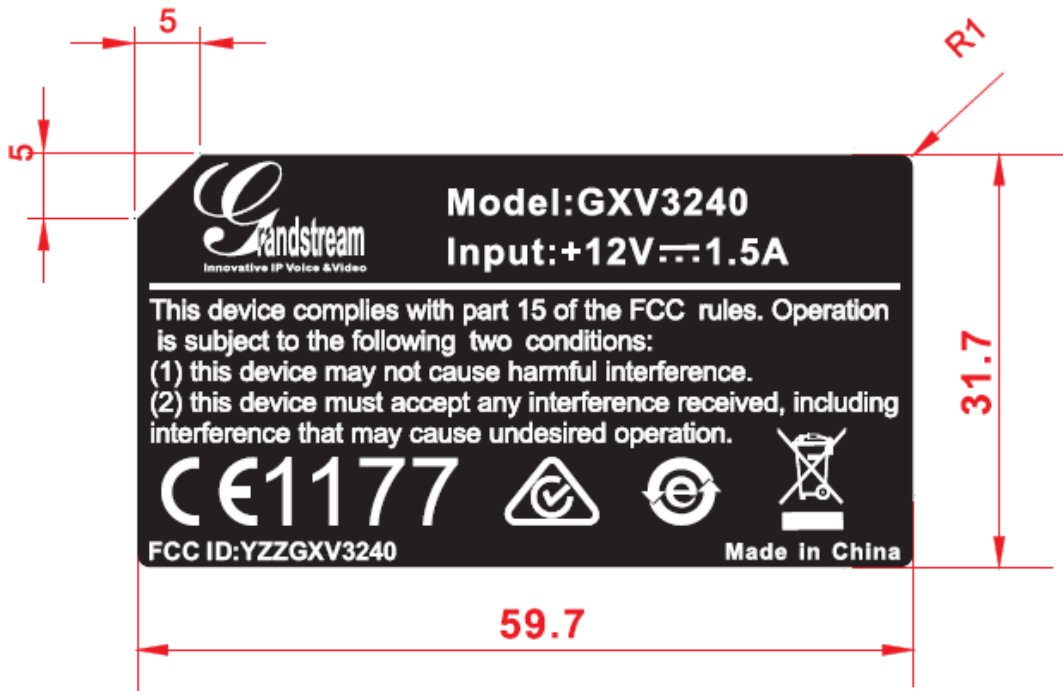 5
R1
5
Grandstream
Innovative IP Voice &Video
Model:GXV3240
Input:+12V⎓1.5A
This device complies with part 15 of the FCC rules. Operation
is subject to the following two conditions:
(1) this device may not cause harmful interference.
(2) this device must accept any interference received, including
interference that may cause undesired operation.
31.7
CE1177
e
FCC ID:YZZGXV3240
Made in China
59.7